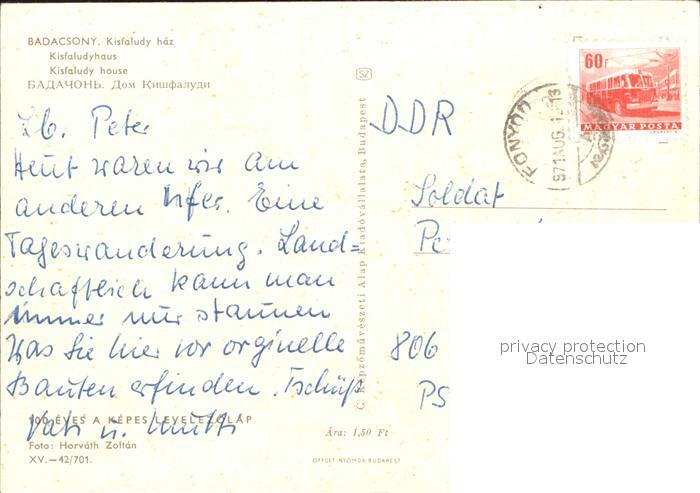 BADACSONY. Kisfaludy ház
Kisfaludyhaus
Kisfaludy house
БАДАЧОНЬ. Дом Кишфалуди
Lb. Peter
Heut waren wir am
anderen Ufer. Eine
Tageswanderung. Land=
schaftlich kann man
immer nur staunen
Was Sie hier vor orginelle
Bauten erfinden. Tschüß
Vati u. Mutti
100 ÉVES A KÉPES LEVELEZŐLAP
Foto: Horváth Zoltán
XV.—42/701.
Ára: 1,50 Ft
OFFSET-NYOMDA BUDAPEST
C. Képzőművészeti Alap Kiadóvállalata, Budapest
SZ
DDR
Soldat
806
PS
60f
MAGYAR POSTA
FONYÓD
971 AUG. 1
privacy protection
Datenschutz